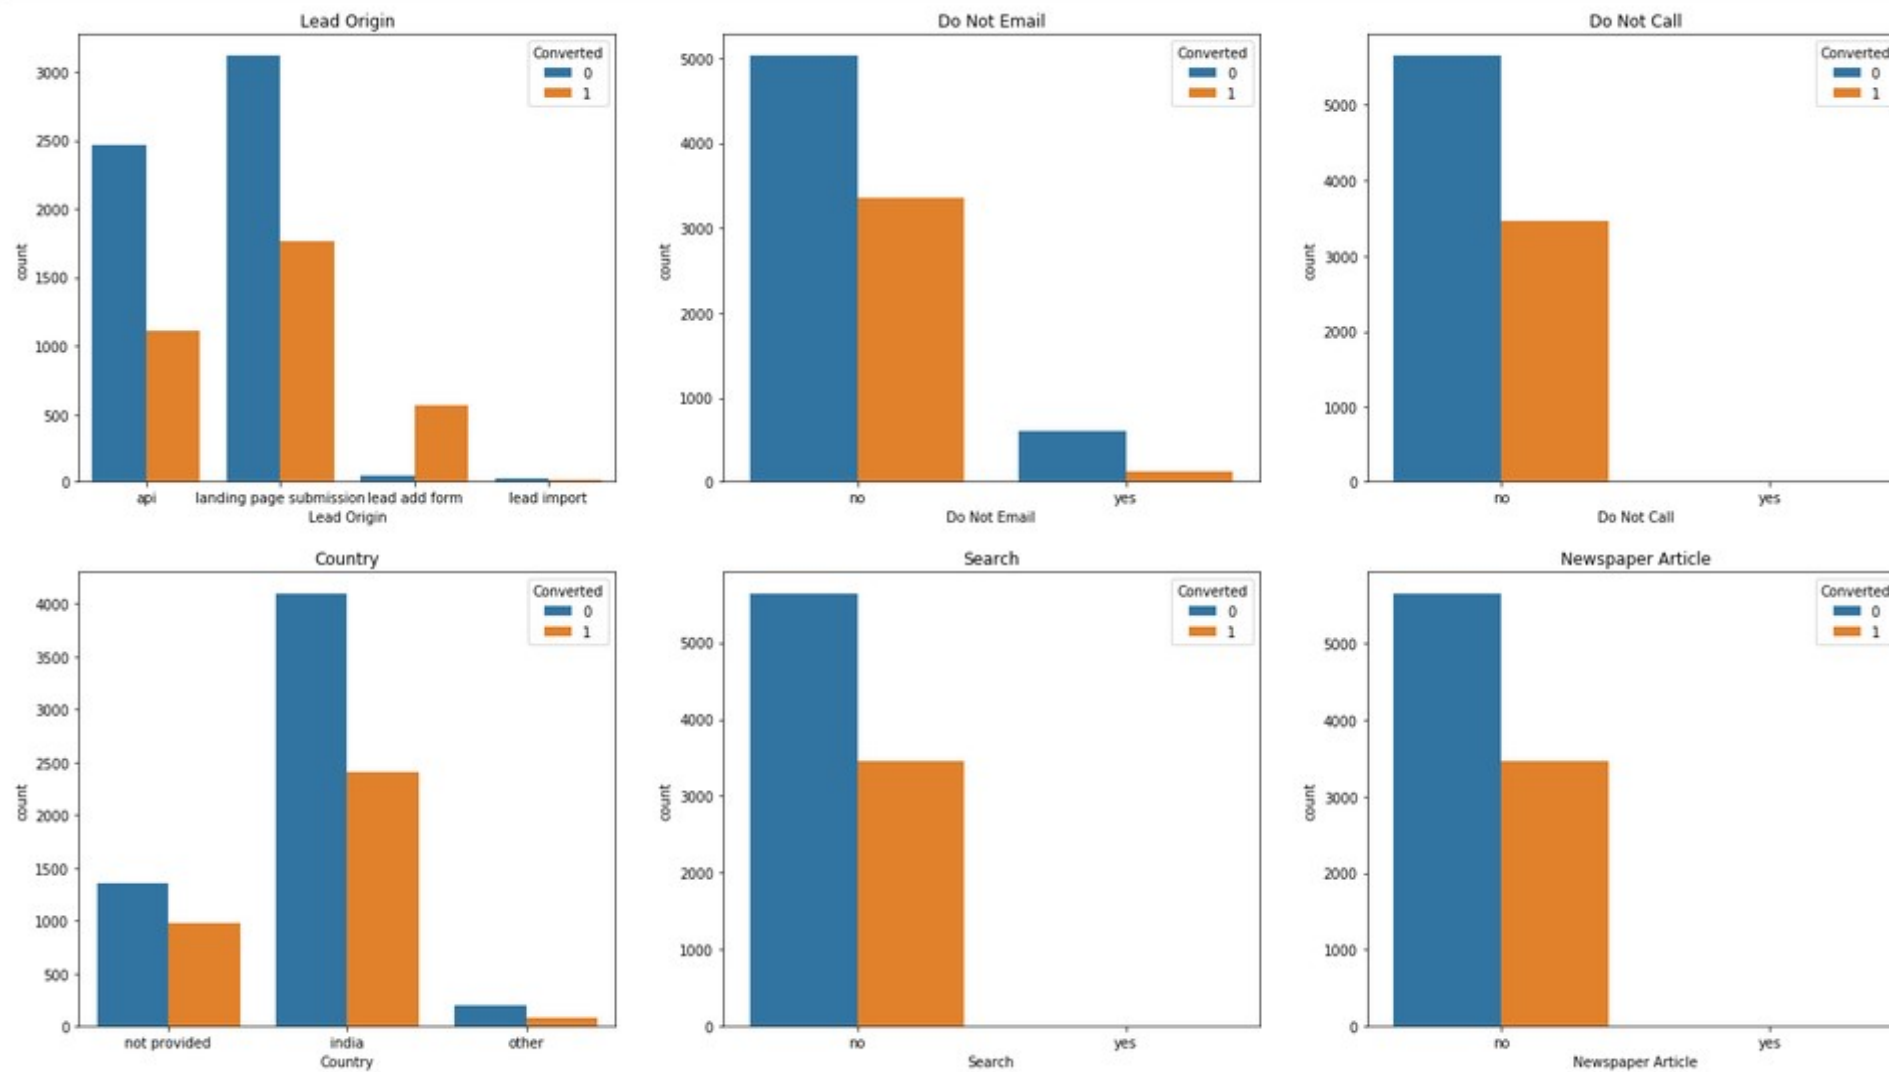 Lead Origin
3000
2500
2000
1500
1000
500
0
count
Converted
0
1
api landing page submission lead add form lead import
Lead Origin
Do Not Email
5000
4000
3000
2000
1000
0
count
Converted
0
1
no yes
Do Not Email
Do Not Call
5000
4000
3000
2000
1000
0
count
Converted
0
1
no yes
Do Not Call
Country
4000
3500
3000
2500
2000
1500
1000
500
0
count
Converted
0
1
not provided india other
Country
Search
5000
4000
3000
2000
1000
0
count
Converted
0
1
no yes
Search
Newspaper Article
5000
4000
3000
2000
1000
0
count
Converted
0
1
no yes
Newspaper Article